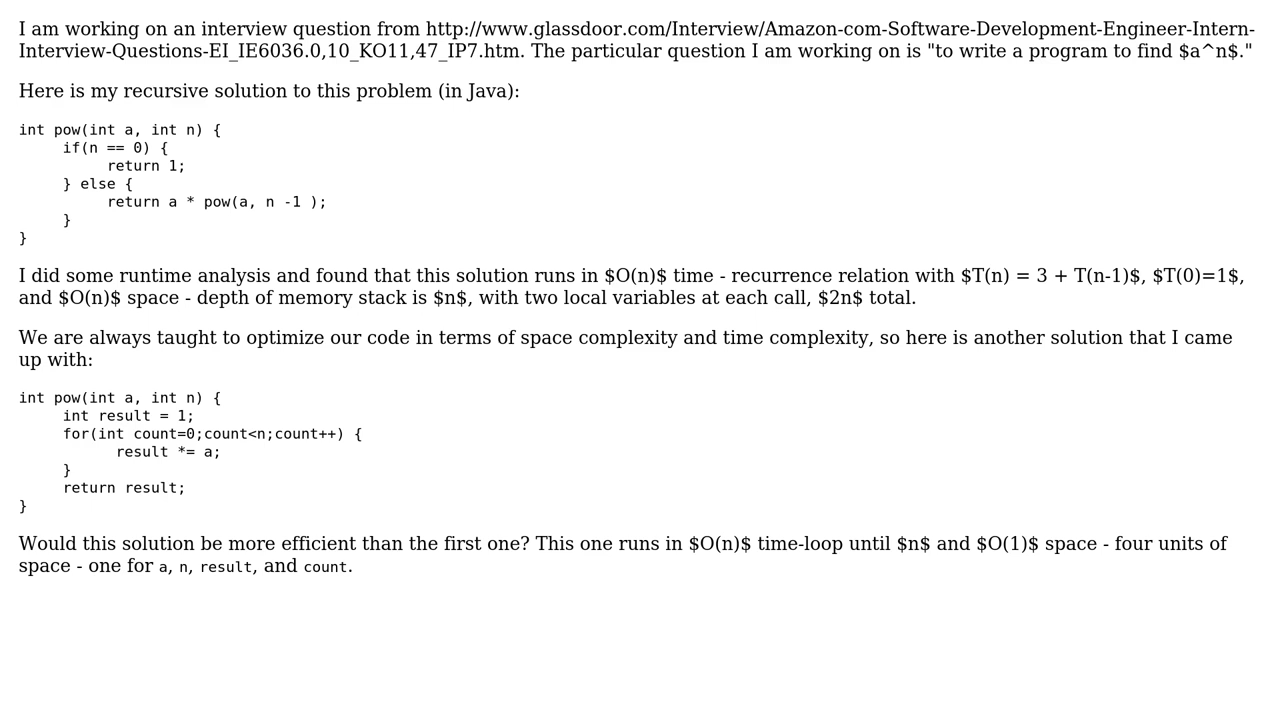 I am working on an interview question from http://www.glassdoor.com/Interview/Amazon-com-Software-Development-Engineer-Intern-
Interview-Questions-EI_IE6036.0,10_KO11,47_IP7.htm. The particular question I am working on is "to write a program to find $a^n$."
Here is my recursive solution to this problem (in Java):
int pow(int a, int n) {
     if(n == 0) {
          return 1;
     } else {
          return a * pow(a, n -1 );
     }
}
I did some runtime analysis and found that this solution runs in $O(n)$ time - recurrence relation with $T(n) = 3 + T(n-1)$, $T(0)=1$,
and $O(n)$ space - depth of memory stack is $n$, with two local variables at each call, $2n$ total.
We are always taught to optimize our code in terms of space complexity and time complexity, so here is another solution that I came
up with:
int pow(int a, int n) {
     int result = 1;
     for(int count=0;count<n;count++) {
           result *= a;
     }
     return result;
}
Would this solution be more efficient than the first one? This one runs in $O(n)$ time-loop until $n$ and $O(1)$ space - four units of
space - one for a, n, result, and count.